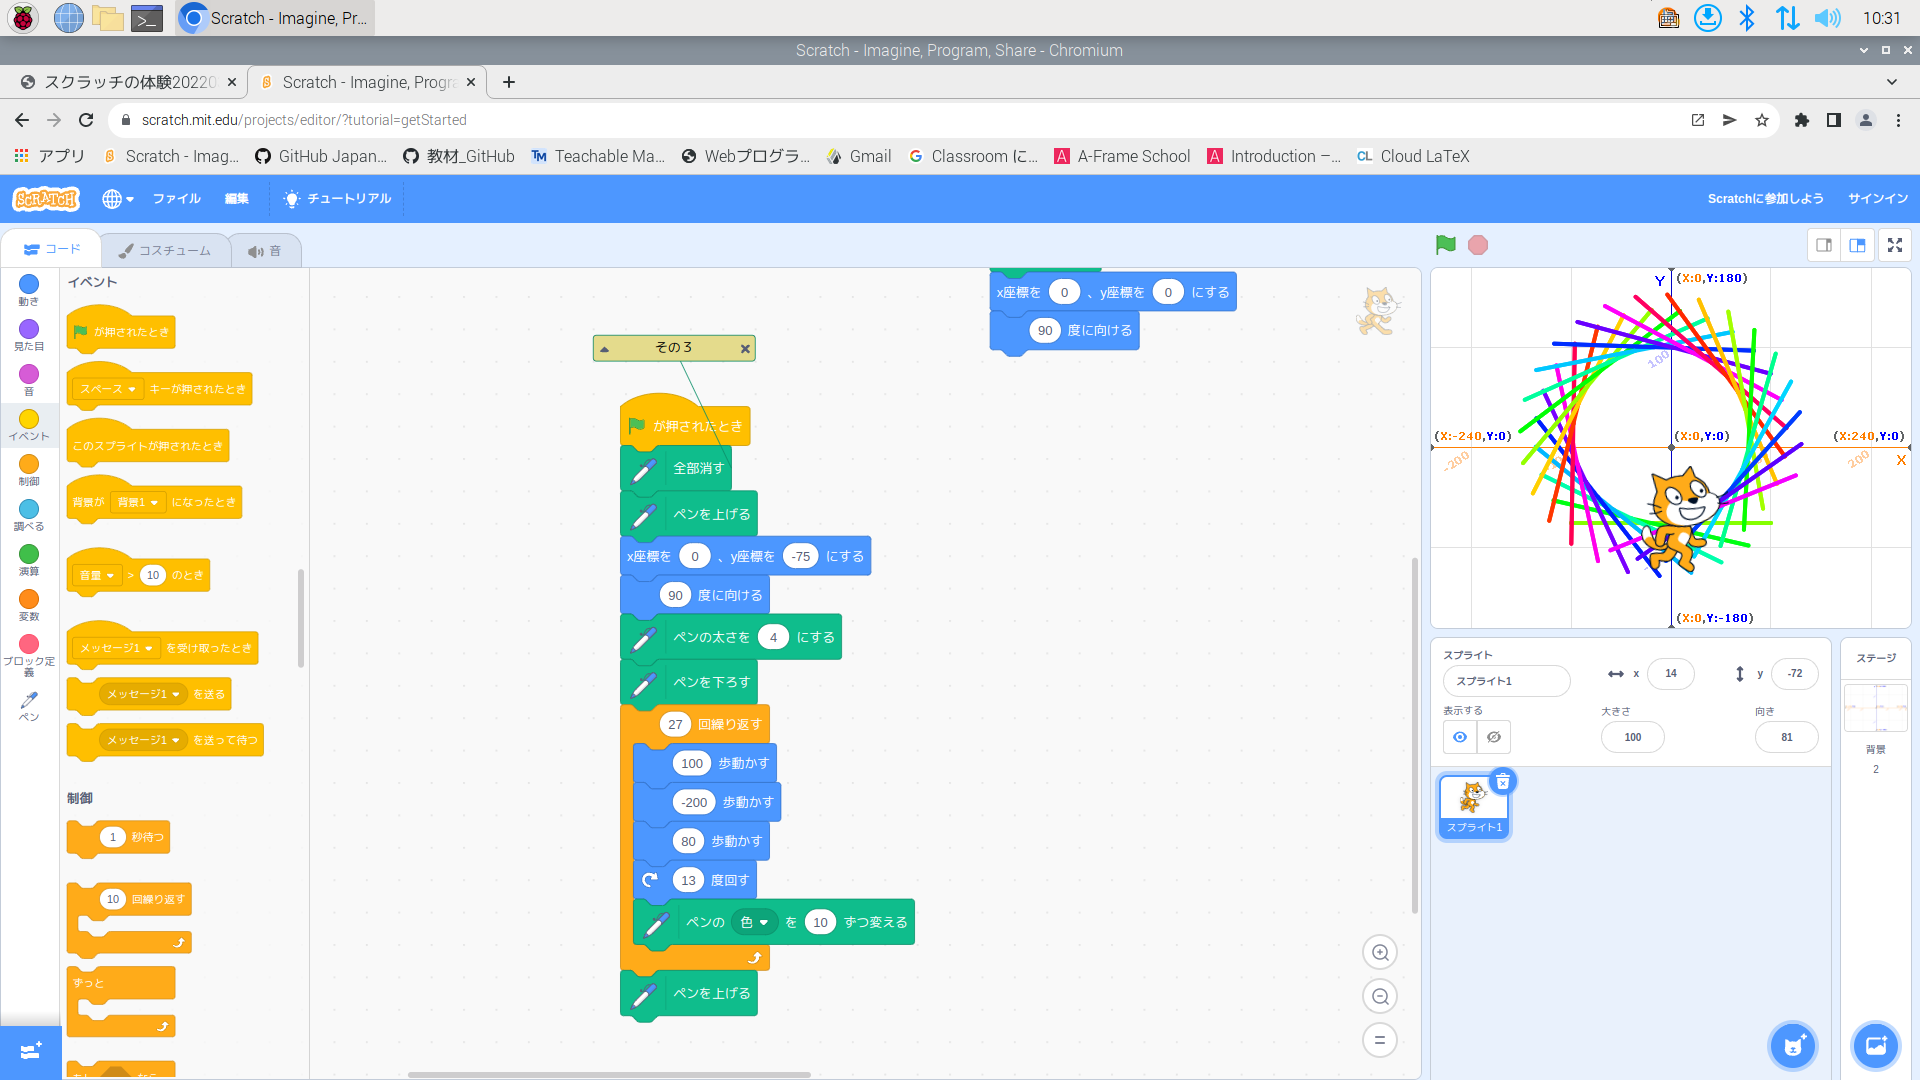 Scratch - Imagine, Pr...
10:31
Scratch - Imagine, Program, Share - Chromium
スクラッチの体験20220
Scratch - Imagine, Progra
scratch.mit.edu/projects/editor/?tutorial=getStarted
アプリ
Scratch - Imag...
GitHub Japan...
教材_GitHub
Teachable Ma...
Webプログラ...
Gmail
Classroom に...
A-Frame School
Introduction –...
Cloud LaTeX
SCRATCH
ファイル
編集
チュートリアル
Scratchに参加しよう
サインイン
コード
コスチューム
音
動き
見た目
音
イベント
制御
調べる
演算
変数
ブロック定義
ペン
イベント
が押されたとき
スペース キーが押されたとき
このスプライトが押されたとき
背景が 背景1 になったとき
音量 > 10 のとき
メッセージ1 を受け取ったとき
メッセージ1 を送る
メッセージ1 を送って待つ
制御
1 秒待つ
10 回繰り返す
ずっと
その３
が押されたとき
全部消す
ペンを上げる
x座標を 0 、y座標を -75 にする
90 度に向ける
ペンの太さを 4 にする
ペンを下ろす
27 回繰り返す
100 歩動かす
-200 歩動かす
80 歩動かす
13 度回す
ペンの 色 を 10 ずつ変える
ペンを上げる
x座標を 0 、y座標を 0 にする
90 度に向ける
Y (X:0,Y:180)
100
(X:-240,Y:0)
(X:0,Y:0)
(X:240,Y:0)
-200
200
X
(X:0,Y:-180)
スプライト
スプライト1
x 14
y -72
表示する
大きさ
100
向き
81
スプライト1
ステージ
背景
2